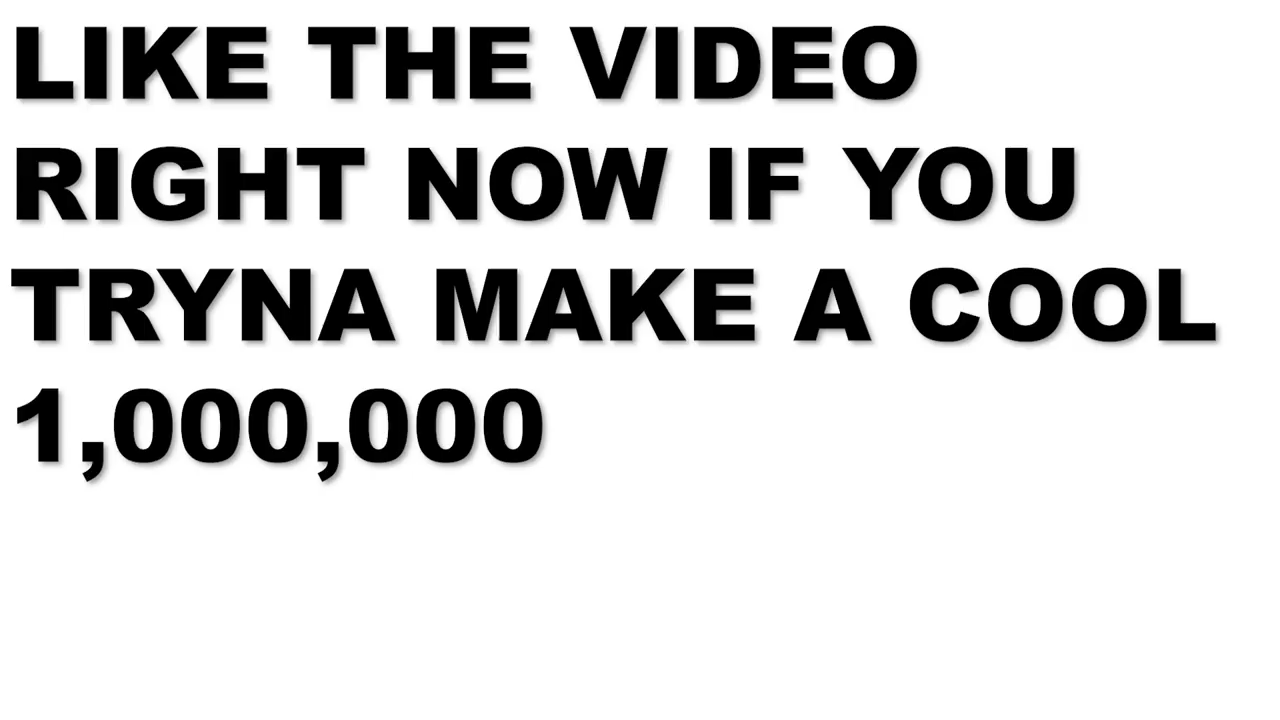 LIKE THE VIDEO
RIGHT NOW IF YOU
TRYNA MAKE A COOL
1,000,000